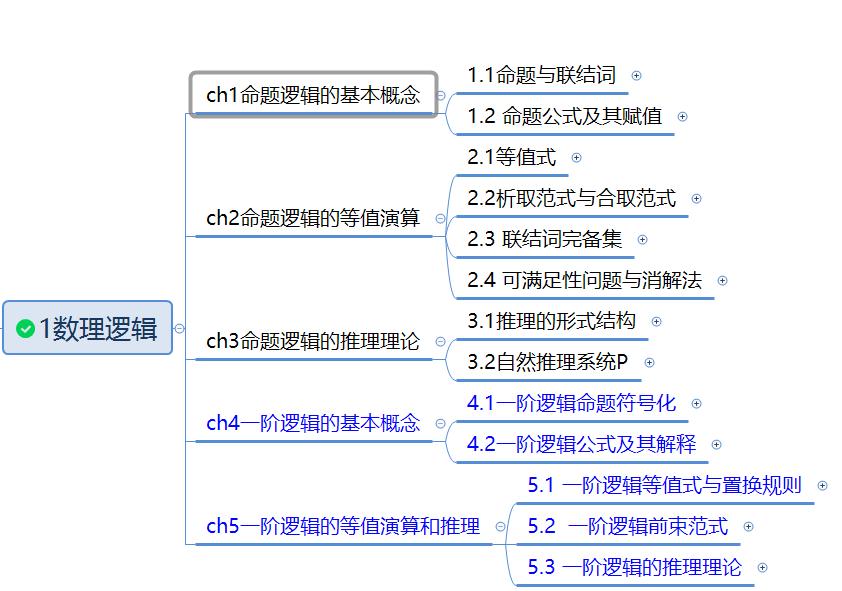 1数理逻辑
ch1命题逻辑的基本概念
1.1命题与联结词
1.2 命题公式及其赋值
ch2命题逻辑的等值演算
2.1等值式
2.2析取范式与合取范式
2.3 联结词完备集
2.4 可满足性问题与消解法
ch3命题逻辑的推理理论
3.1推理的形式结构
3.2自然推理系统P
ch4一阶逻辑的基本概念
4.1一阶逻辑命题符号化
4.2一阶逻辑公式及其解释
ch5一阶逻辑的等值演算和推理
5.1 一阶逻辑等值式与置换规则
5.2 一阶逻辑前束范式
5.3 一阶逻辑的推理理论